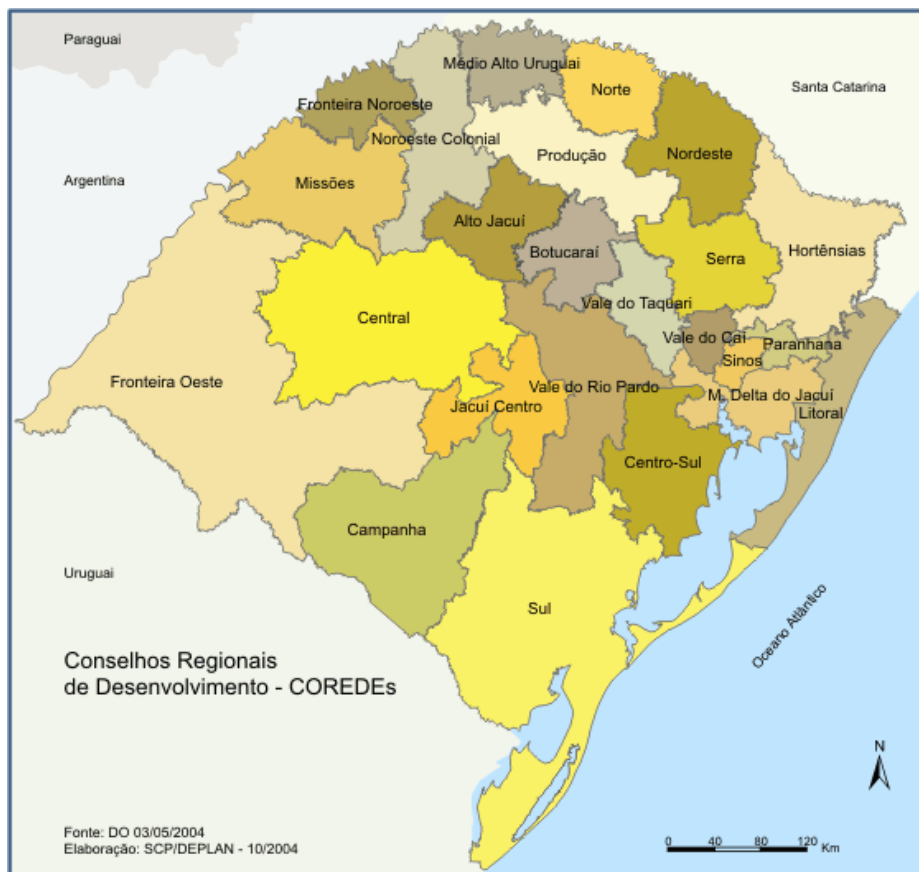 Paraguai
Médio Alto Uruguai
Santa Catarina
Norte
Fronteira Noroeste
Noroeste Colonial
Produção
Nordeste
Argentina
Missões
Alto Jacuí
Botucaraí
Serra
Hortênsias
Vale do Taquari
Central
Vale do Caí
Paranhana
Sinos
Fronteira Oeste
Vale do Rio Pardo
M. Delta do Jacuí
Jacuí Centro
Litoral
Centro-Sul
Campanha
Uruguai
Sul
Oceano Atlântico
Conselhos Regionais
de Desenvolvimento - COREDEs
N
Fonte: DO 03/05/2004
Elaboração: SCP/DEPLAN - 10/2004
0 40 80 120 Km